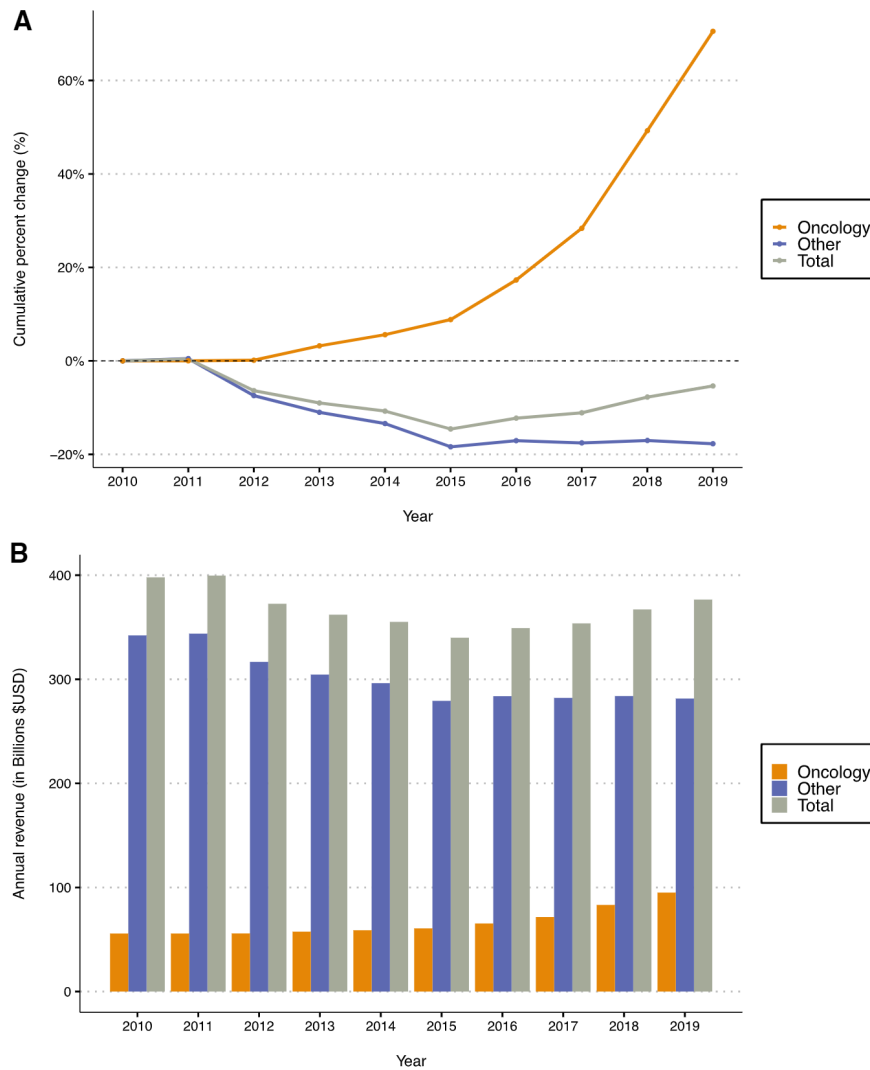 A
Cumulative percent change (%)
60%
40%
20%
0%
−20%
2010 2011 2012 2013 2014 2015 2016 2017 2018 2019
Year
Oncology
Other
Total
B
Annual revenue (in Billions $USD)
400
300
200
100
0
2010 2011 2012 2013 2014 2015 2016 2017 2018 2019
Year
Oncology
Other
Total